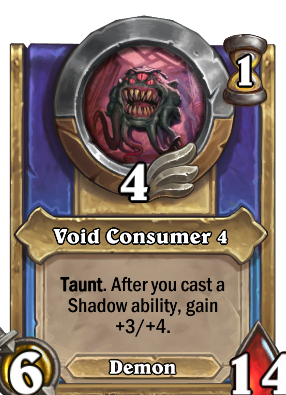 1
4
Void Consumer 4
Taunt. After you cast a
Shadow ability, gain
+3/+4.
Demon
6
14